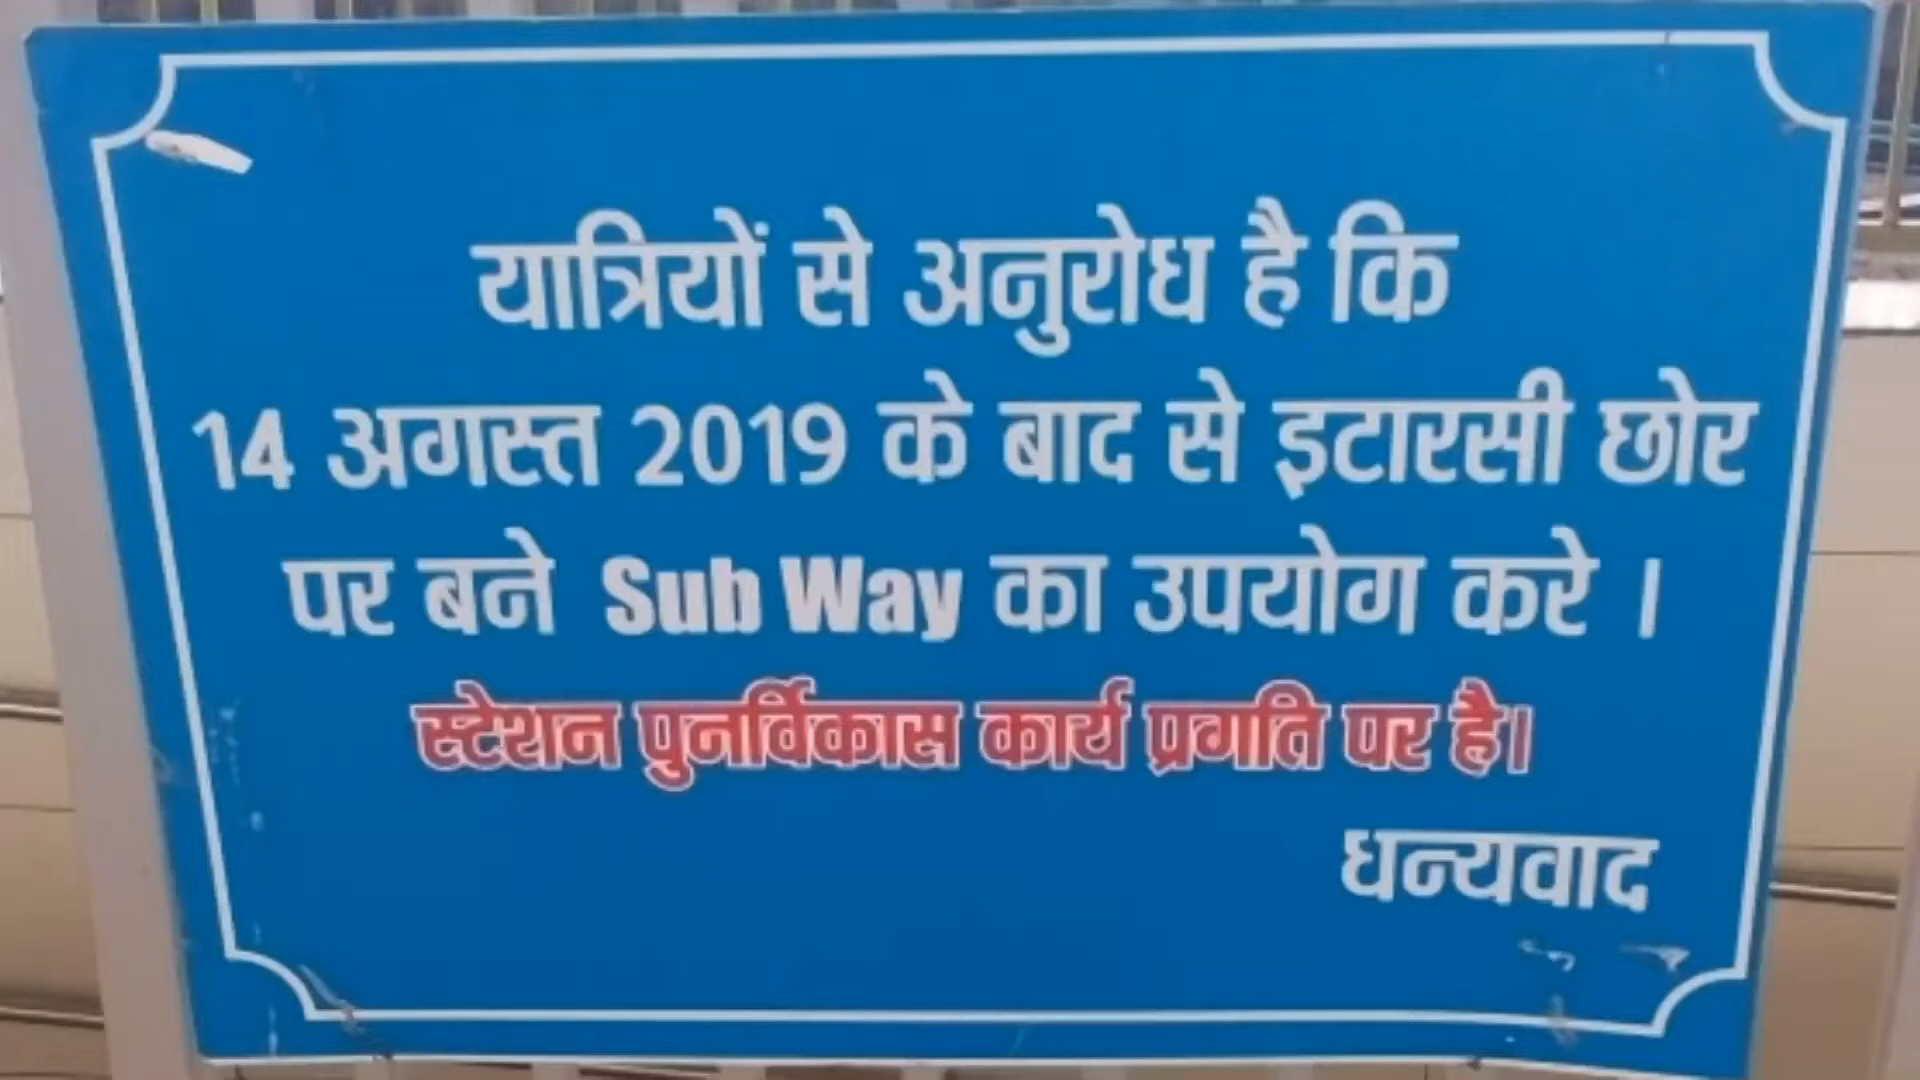 यात्रियों से अनुरोध है कि
14 अगस्त 2019 के बाद से इटारसी छोर
पर बने Sub Way का उपयोग करे ।
स्टेशन पुनर्विकास कार्य प्रगति पर है।
धन्यवाद